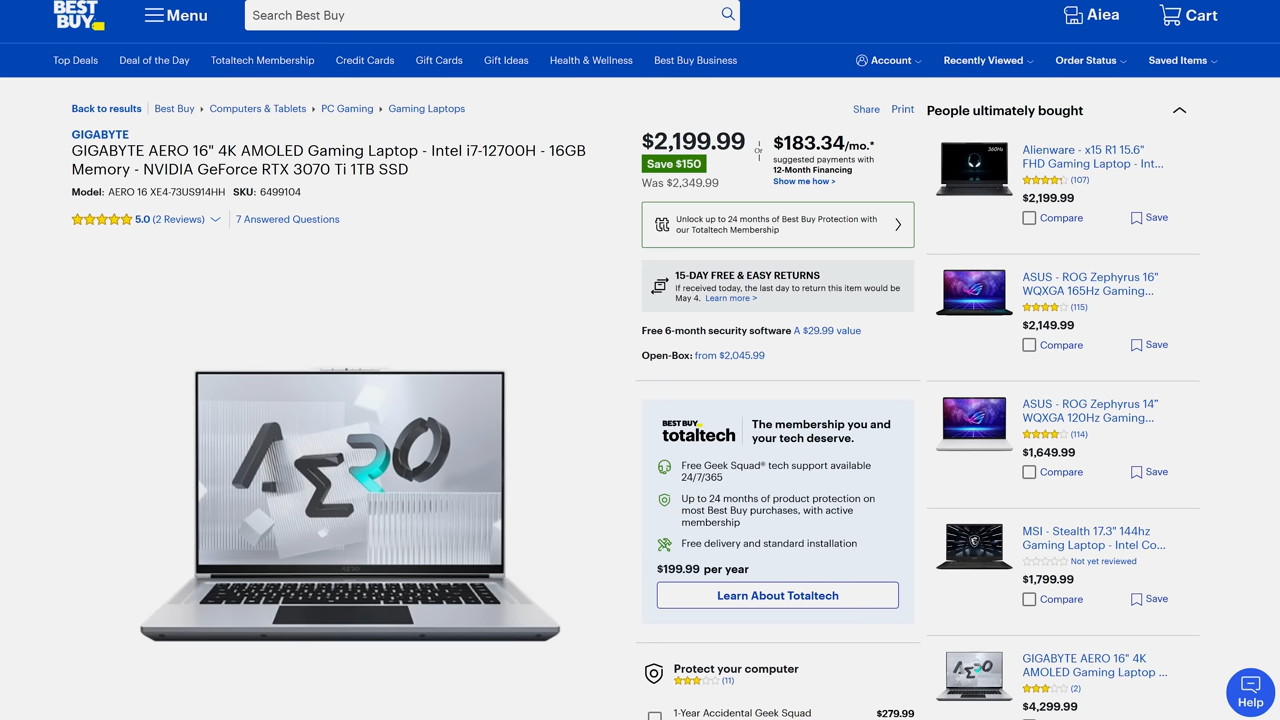 BEST
BUY
Menu
Search Best Buy
Aiea
Cart
Top Deals
Deal of the Day
Totaltech Membership
Credit Cards
Gift Cards
Gift Ideas
Health & Wellness
Best Buy Business
Account
Recently Viewed
Order Status
Saved Items
Back to results
Best Buy
Computers & Tablets
PC Gaming
Gaming Laptops
Share
Print
GIGABYTE
GIGABYTE AERO 16" 4K AMOLED Gaming Laptop - Intel i7-12700H - 16GB
Memory - NVIDIA GeForce RTX 3070 Ti 1TB SSD
Model: AERO 16 XE4-73US914HH SKU: 6499104
5.0 (2 Reviews)
7 Answered Questions
AERO
AERO
$2,199.99
Save $150
Was $2,349.99
Or
$183.34/mo.*
suggested payments with
12-Month Financing
Show me how >
Unlock up to 24 months of Best Buy Protection with
our Totaltech Membership
15-DAY FREE & EASY RETURNS
If received today, the last day to return this item would be
May 4. Learn more >
Free 6-month security software A $29.99 value
Open-Box: from $2,045.99
BEST BUY
totaltech
The membership you and
your tech deserve.
Free Geek Squad® tech support available
24/7/365
Up to 24 months of product protection on
most Best Buy purchases, with active
membership
Free delivery and standard installation
$199.99 per year
Learn About Totaltech
Protect your computer
(11)
1-Year Accidental Geek Squad
$279.99
People ultimately bought
360Hz
Alienware - x15 R1 15.6"
FHD Gaming Laptop - Int...
(107)
$2,199.99
Compare
Save
ASUS - ROG Zephyrus 16"
WQXGA 165Hz Gaming...
(115)
$2,149.99
Compare
Save
ASUS - ROG Zephyrus 14"
WQXGA 120Hz Gaming...
(114)
$1,649.99
Compare
Save
MSI - Stealth 17.3" 144hz
Gaming Laptop - Intel Co...
Not yet reviewed
$1,799.99
Compare
Save
AERO
GIGABYTE AERO 16" 4K
AMOLED Gaming Laptop ...
(2)
$4,299.99
Help